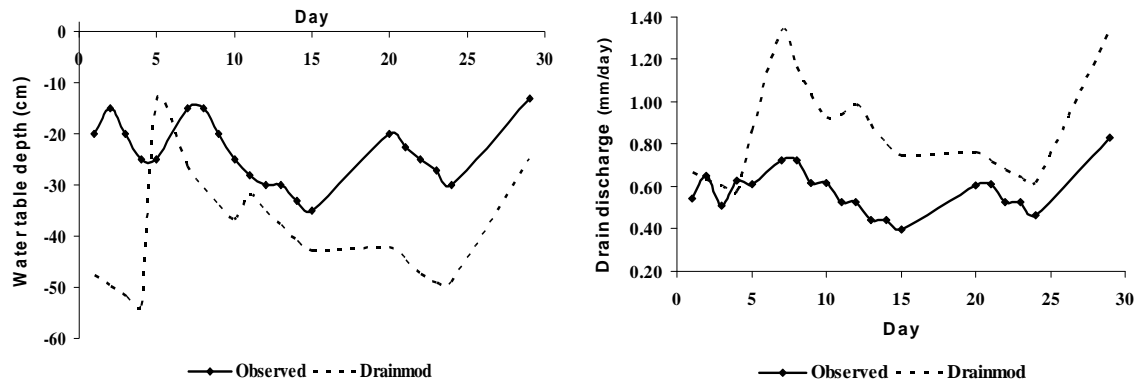 Day
0
0 5 10 15 20 25 30
-10
-20
-30
-40
-50
-60
Water table depth (cm)
Observed Drainmod
1.40
1.20
1.00
0.80
0.60
0.40
0.20
Drain discharge (mm/day)
0 5 10 15 20 25 30
Day
Observed Drainmod